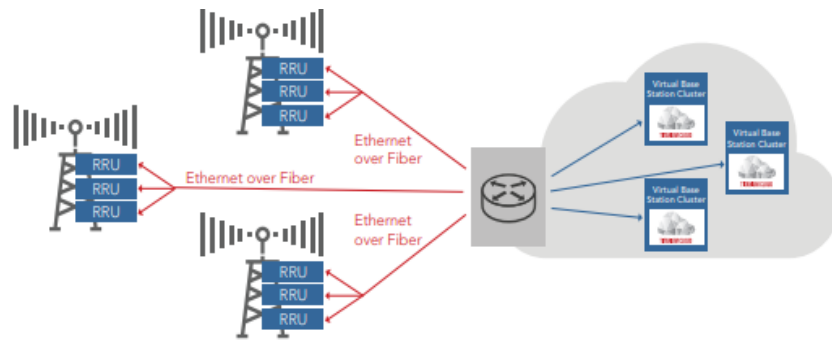 RRU
RRU
RRU
Ethernet
over Fiber
RRU
RRU
RRU
Ethernet over Fiber
Ethernet
over Fiber
RRU
RRU
RRU
Virtual Base
Station Cluster
Virtual Base
Station Cluster
Virtual Base
Station Cluster